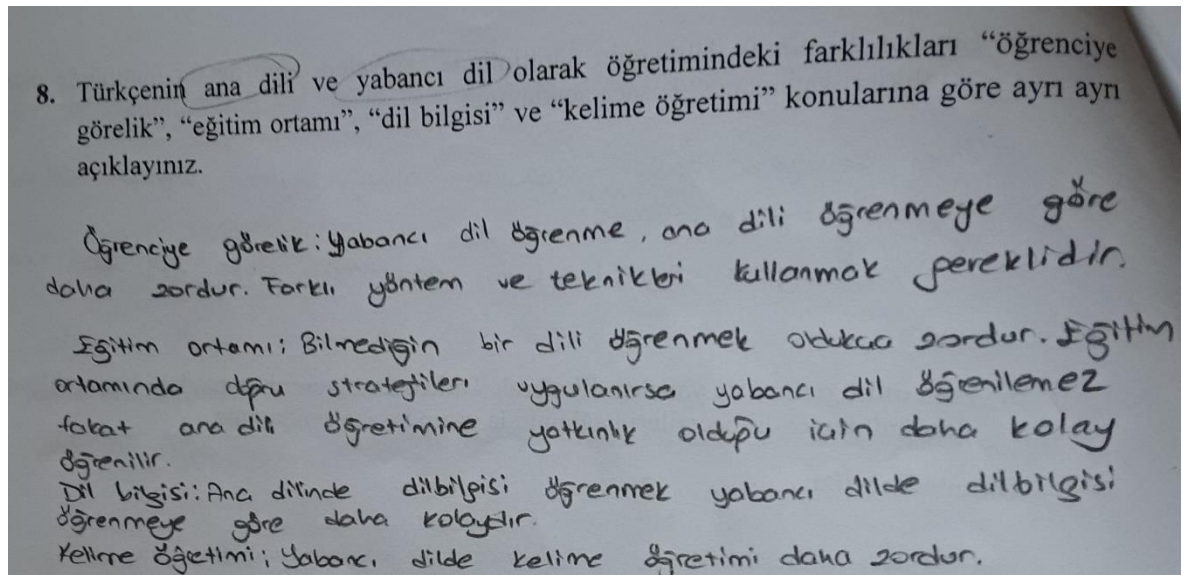 8. Türkçenin ana dili ve yabancı dil olarak öğretimindeki farklılıkları “öğrenciye
görelik”, “eğitim ortamı”, “dil bilgisi” ve “kelime öğretimi” konularına göre ayrı ayrı
açıklayınız.
Öğrenciye görelik: Yabancı dil öğrenme, ana dili öğrenmeye göre
daha zordur. Farklı yöntem ve teknikleri kullanmak gereklidir.
Eğitim ortamı: Bilmediğin bir dili öğrenmek oldukça zordur. Eğitim
ortamında doğru stratejileri uygulanırsa yabancı dil öğrenilemez
fakat ana dili öğretimine yatkınlık olduğu için daha kolay
öğrenilir.
Dil bilgisi: Ana dilinde dilbilgisi öğrenmek yabancı dilde dilbilgisi
öğrenmeye göre daha kolaydır.
Kelime öğretimi: Yabancı dilde kelime öğretimi daha zordur.